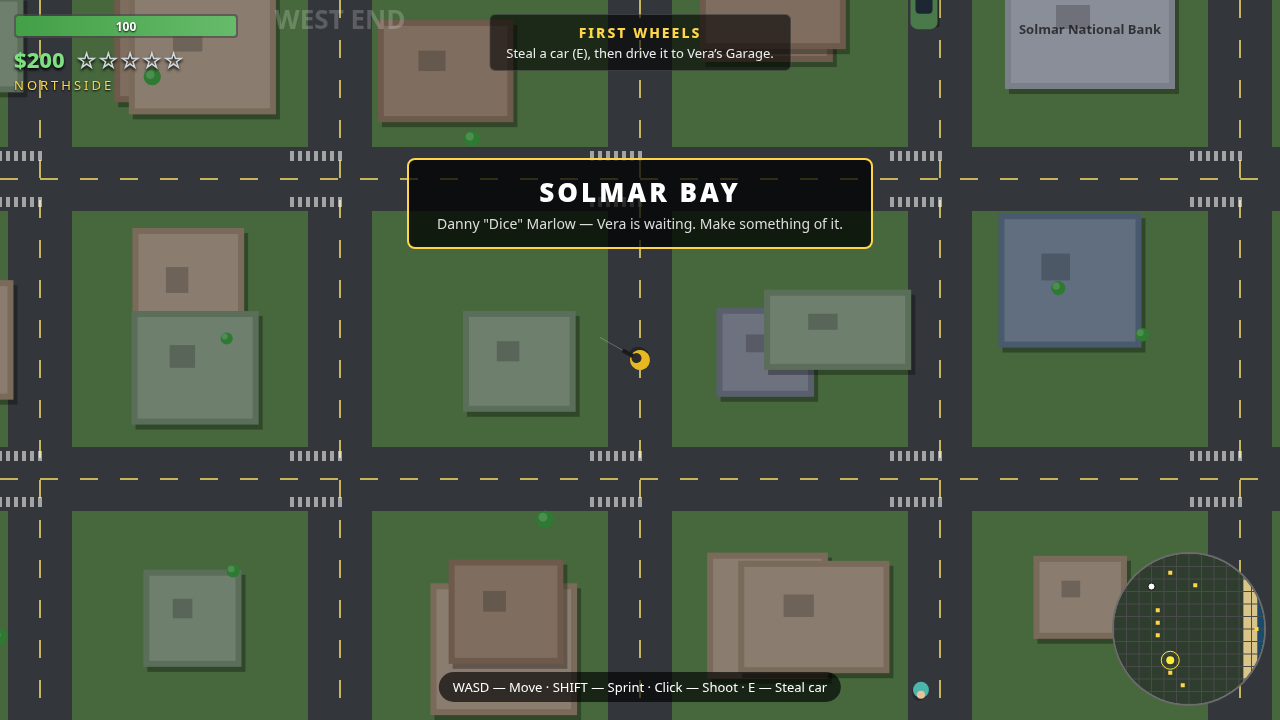 100
WEST END
FIRST WHEELS
Steal a car (E), then drive it to Vera's Garage.
Solmar National Bank
$200 ☆☆☆☆☆
NORTHSIDE
SOLMAR BAY
Danny "Dice" Marlow — Vera is waiting. Make something of it.
WASD — Move · SHIFT — Sprint · Click — Shoot · E — Steal car